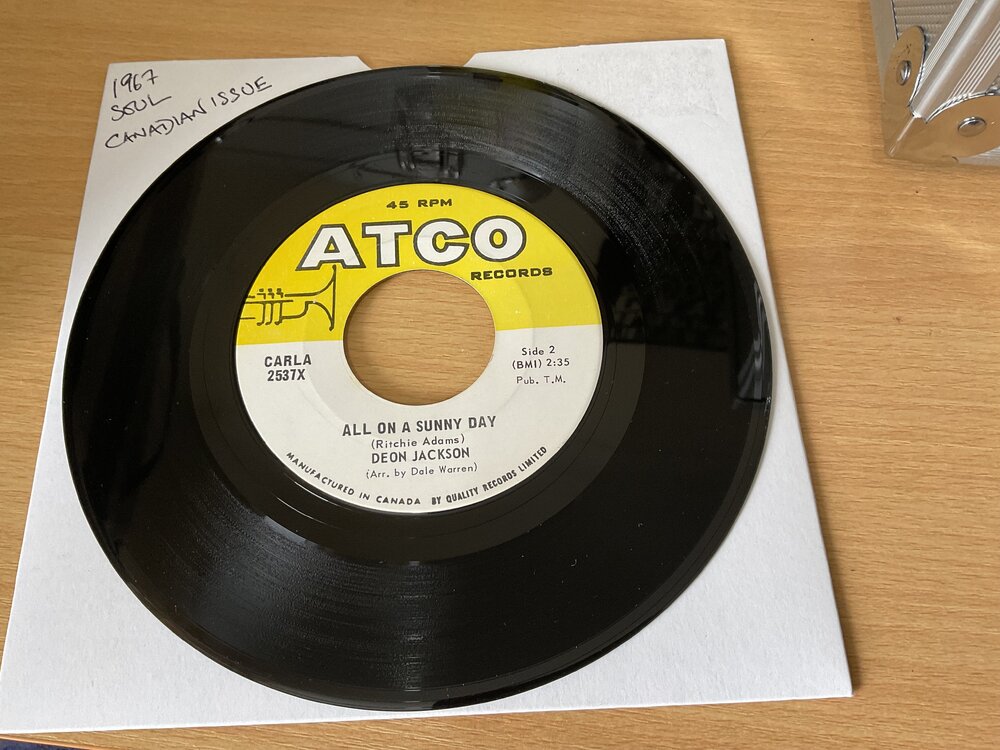 1967
SOUL
CANADIAN ISSUE
45 RPM
ATCO
RECORDS
CARLA
2537X
Side 2
(BMI) 2:35
Pub. T.M.
ALL ON A SUNNY DAY
(Ritchie Adams)
DEON JACKSON
(Arr. by Dale Warren)
MANUFACTURED IN CANADA BY QUALITY RECORDS LIMITED